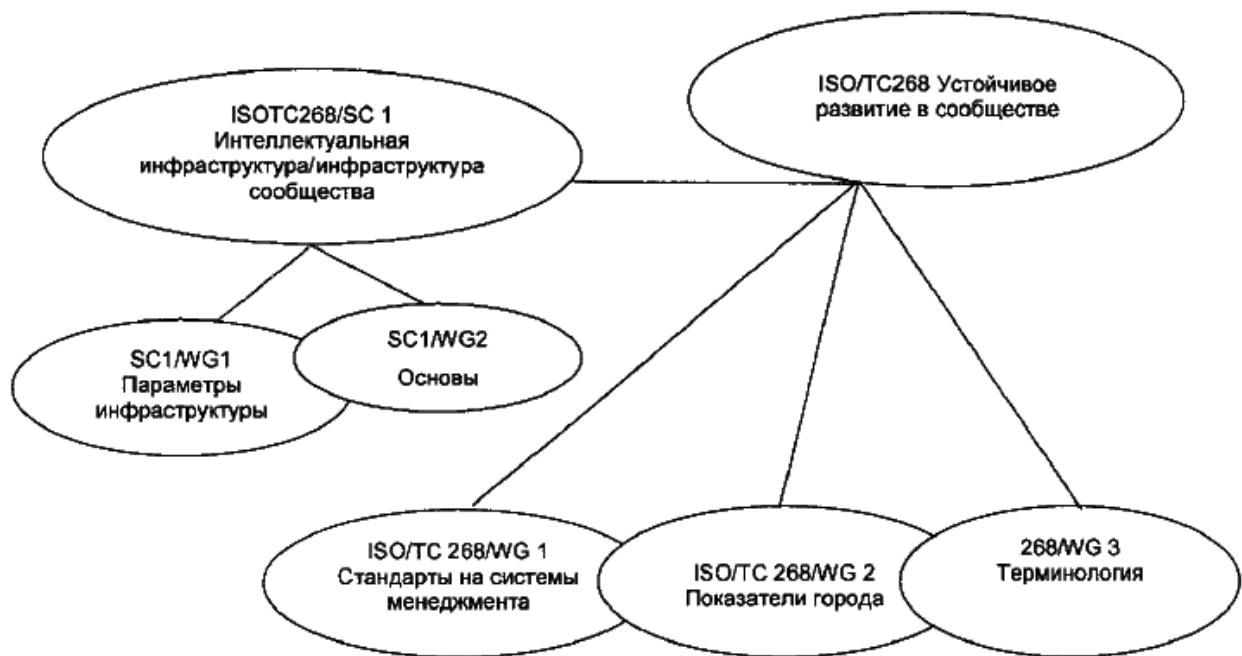 ISO/TC268 Устойчивое
развитие в сообществе
ISOTC268/SC 1
Интеллектуальная
инфраструктура/инфраструктура
сообщества
SC1/WG1
Параметры
инфраструктуры
SC1/WG2
Основы
ISO/TC 268/WG 1
Стандарты на системы
менеджмента
ISO/TC 268/WG 2
Показатели города
268/WG 3
Терминология